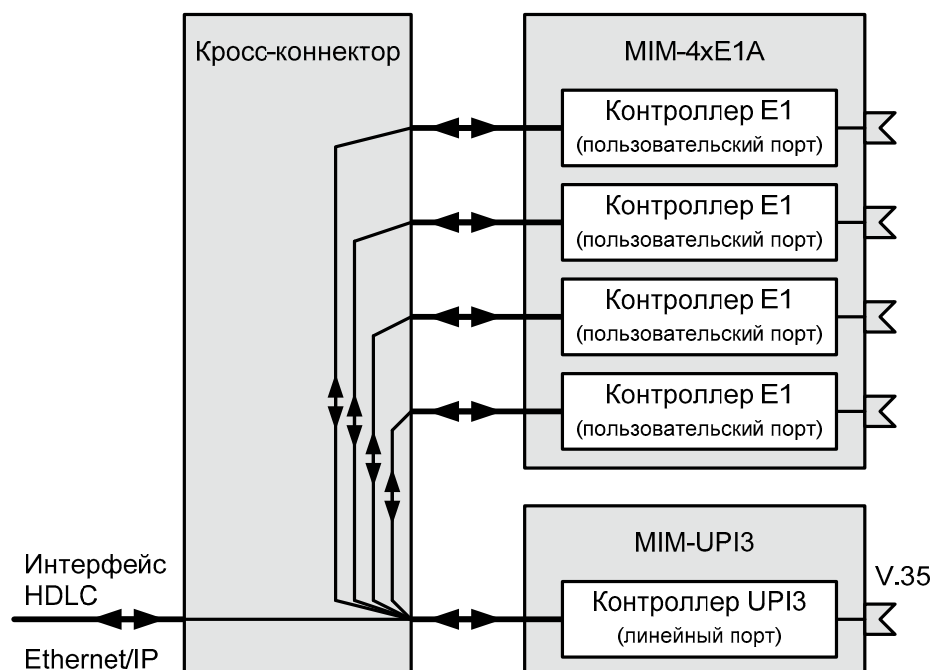 Кросс-коннектор
MIM-4xE1A
Контроллер E1
(пользовательский порт)
Контроллер E1
(пользовательский порт)
Контроллер E1
(пользовательский порт)
Контроллер E1
(пользовательский порт)
MIM-UPI3
Контроллер UPI3
(линейный порт)
V.35
Интерфейс
HDLC
Ethernet/IP